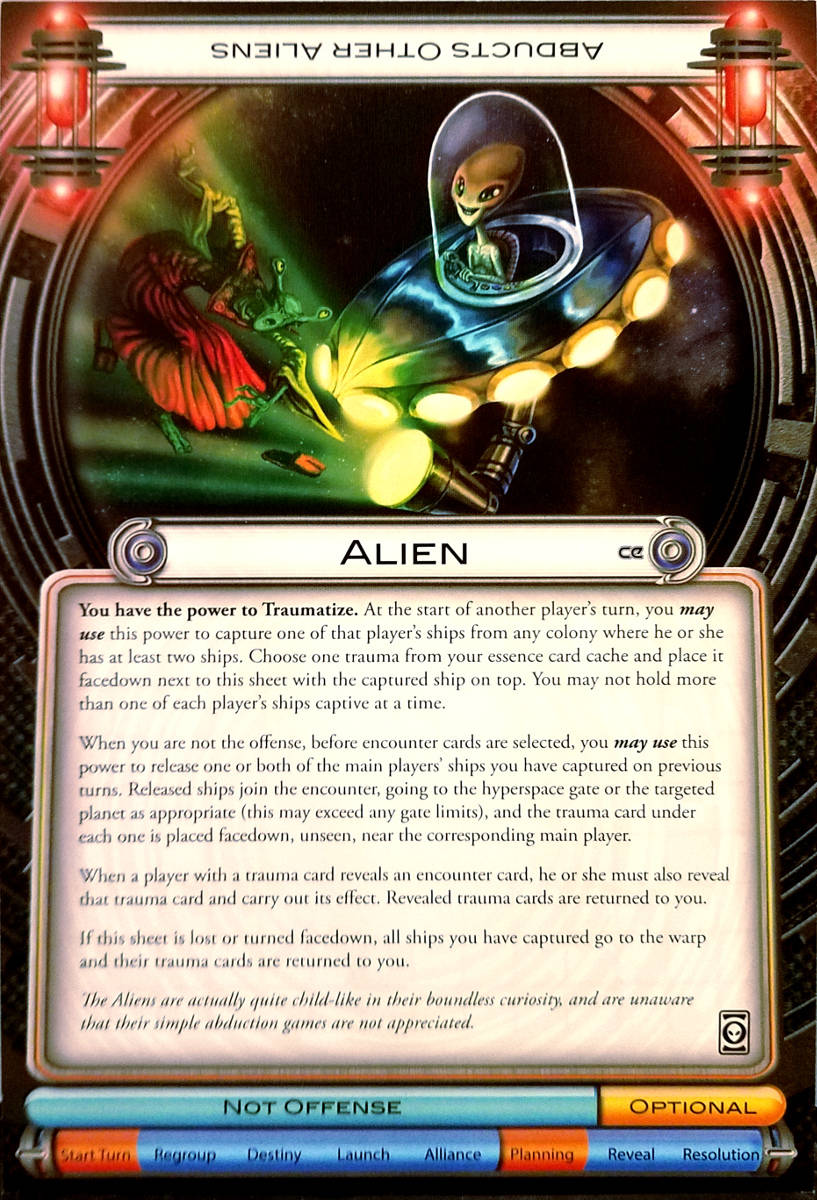 Abducts Other Aliens
Alien
ce
You have the power to Traumatize. At the start of another player's turn, you may
use this power to capture one of that player's ships from any colony where he or she
has at least two ships. Choose one trauma from your essence card cache and place it
facedown next to this sheet with the captured ship on top. You may not hold more
than one of each player's ships captive at a time.
When you are not the offense, before encounter cards are selected, you may use this
power to release one or both of the main players' ships you have captured on previous
turns. Released ships join the encounter, going to the hyperspace gate or the targeted
planet as appropriate (this may exceed any gate limits), and the trauma card under
each one is placed facedown, unseen, near the corresponding main player.
When a player with a trauma card reveals an encounter card, he or she must also reveal
that trauma card and carry out its effect. Revealed trauma cards are returned to you.
If this sheet is lost or turned facedown, all ships you have captured go to the warp
and their trauma cards are returned to you.
The Aliens are actually quite child-like in their boundless curiosity, and are unaware
that their simple abduction games are not appreciated.
Not Offense Optional
Start Turn Regroup Destiny Launch Alliance Planning Reveal Resolution